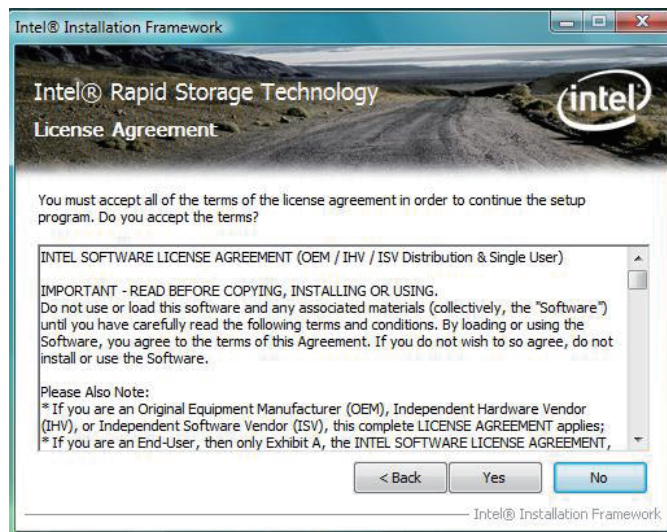 Intel® Installation Framework
Intel® Rapid Storage Technology
License Agreement
intel
You must accept all of the terms of the license agreement in order to continue the setup
program. Do you accept the terms?
INTEL SOFTWARE LICENSE AGREEMENT (OEM / IHV / ISV Distribution & Single User)
IMPORTANT - READ BEFORE COPYING, INSTALLING OR USING.
Do not use or load this software and any associated materials (collectively, the "Software")
until you have carefully read the following terms and conditions. By loading or using the
Software, you agree to the terms of this Agreement. If you do not wish to so agree, do not
install or use the Software.
Please Also Note:
* If you are an Original Equipment Manufacturer (OEM), Independent Hardware Vendor
(IHV), or Independent Software Vendor (ISV), this complete LICENSE AGREEMENT applies;
* If you are an End-User, then only Exhibit A, the INTEL SOFTWARE LICENSE AGREEMENT,
< Back
Yes
No
Intel® Installation Framework